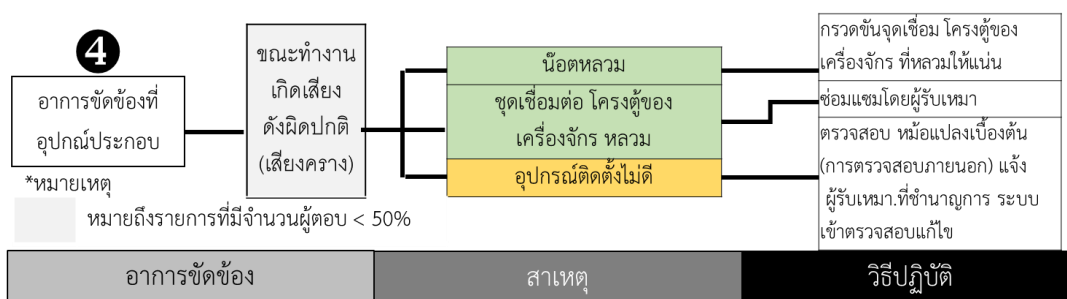 4
อาการขัดข้องที่
อุปกณ์ประกอบ
*หมายเหตุ
หมายถึงรายการที่มีจำนวนผู้ตอบ < 50%
ขณะทำงาน
เกิดเสียง
ดังผิดปกติ
(เสียงคราง)
น๊อตหลวม
ชุดเชื่อมต่อ โครงตู้ของ
เครื่องจักร หลวม
อุปกรณ์ติดตั้งไม่ดี
กรวดขันจุดเชื่อม โครงตู้ของ
เครื่องจักร ที่หลวมให้แน่น
ซ่อมแซมโดยผู้รับเหมา
ตรวจสอบ หม้อแปลงเบื้องต้น
(การตรวจสอบภายนอก) แจ้ง
ผู้รับเหมา.ที่ชำนาญการ ระบบ
เข้าตรวจสอบแก้ไข
อาการขัดข้อง
สาเหตุ
วิธีปฏิบัติ